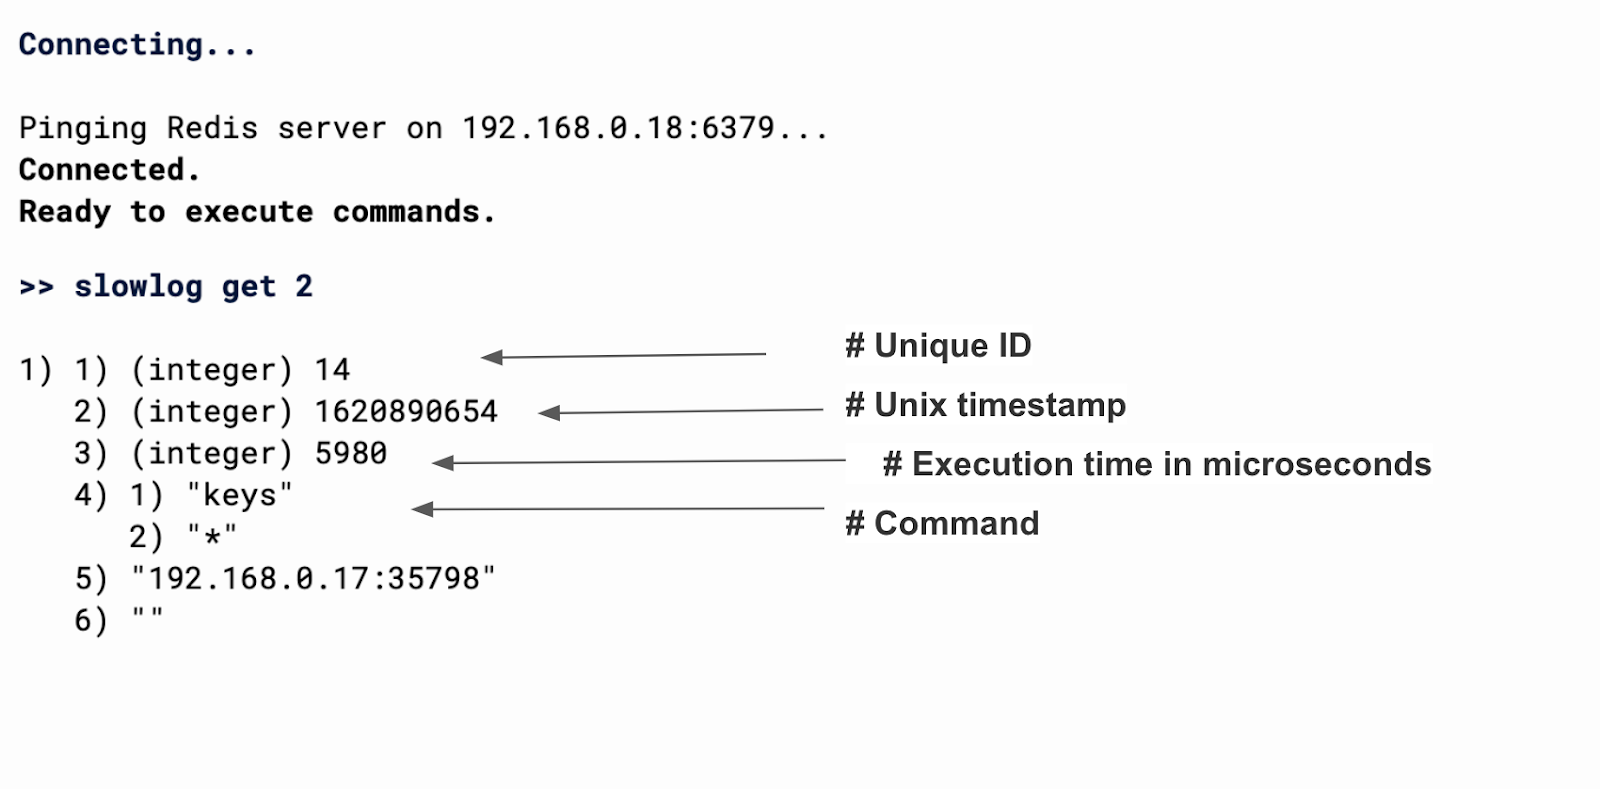 Connecting...
Pinging Redis server on 192.168.0.18:6379...
Connected.
Ready to execute commands.
>> slowlog get 2
1) 1) (integer) 14
# Unique ID
2) (integer) 1620890654
# Unix timestamp
3) (integer) 5980
# Execution time in microseconds
4) 1) "keys"
# Command
2) "*"
5) "192.168.0.17:35798"
6) ""